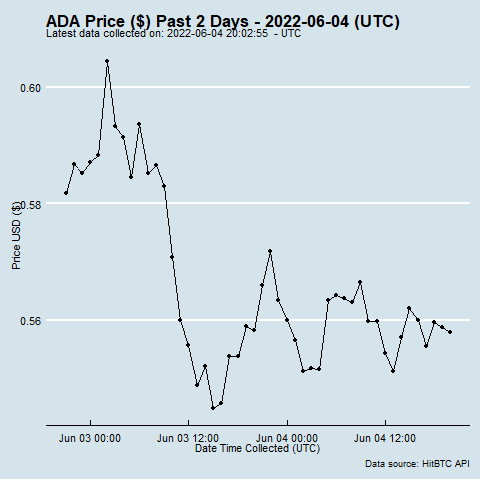 ADA Price ($) Past 2 Days - 2022-06-04 (UTC)
Latest data collected on: 2022-06-04 20:02:55 - UTC
0.60
0.58
0.56
Price USD ($)
Jun 03 00:00 Jun 03 12:00 Jun 04 00:00 Jun 04 12:00
Date Time Collected (UTC)
Data source: HitBTC API